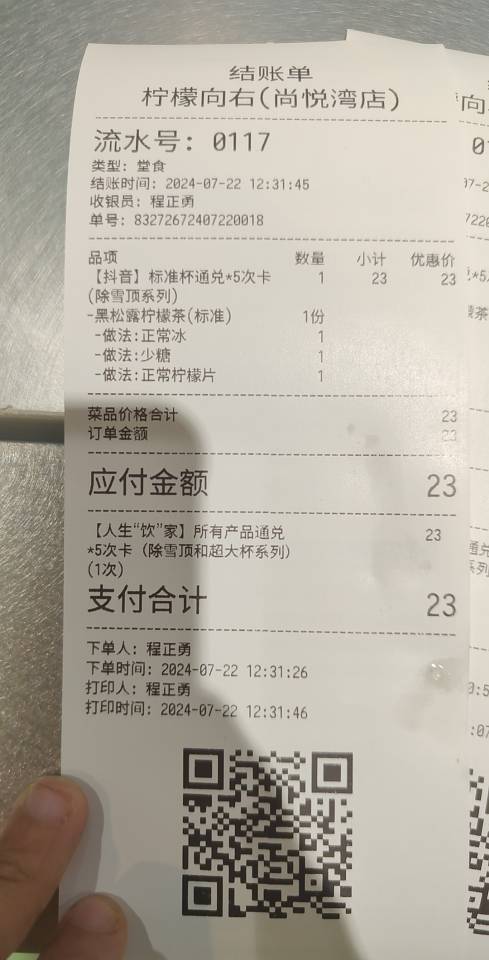 结账单
柠檬向右(尚悦湾店)
流水号: 0117
类型: 堂食
结账时间: 2024-07-22 12:31:45
收银员: 程正勇
单号: 83272672407220018
品项 数量 小计 优惠价
【抖音】标准杯通兑*5次卡 1 23 23
(除雪顶系列)
-黑松露柠檬茶(标准) 1份
-做法:正常冰 1
-做法:少糖 1
-做法:正常柠檬片 1
菜品价格合计 23
订单金额 23
应付金额 23
【人生“饮”家】所有产品通兑 23
*5次卡 (除雪顶和超大杯系列)
(1次)
支付合计 23
下单人: 程正勇
下单时间: 2024-07-22 12:31:26
打印人: 程正勇
打印时间: 2024-07-22 12:31:46